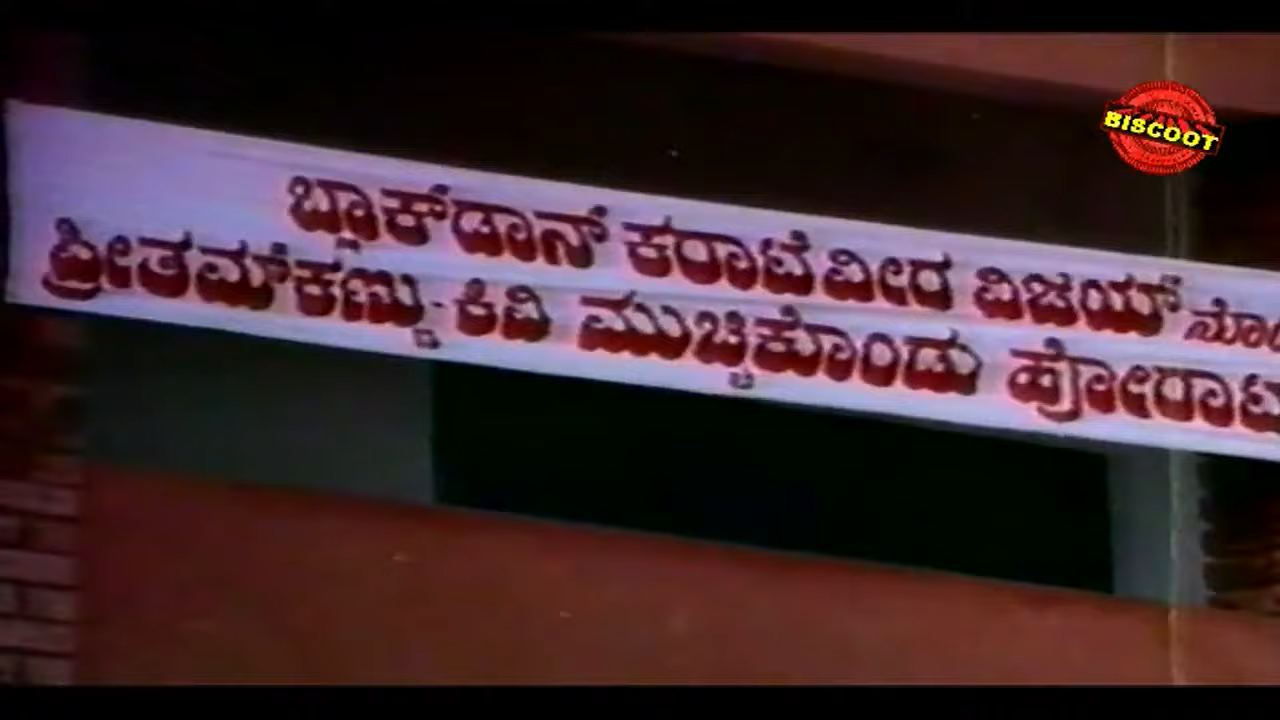 ಬ್ಲಾಕ್‌ಡಾನ್ ಕರಾಟೆವೀರ ವಿಜಯ್
ಪ್ರೀತಮ್‌ಕಣ್ಣು-ಕಿವಿ ಮುಚ್ಚಿಕೊಂಡು ಹೋರಾಟ
BISCOOT